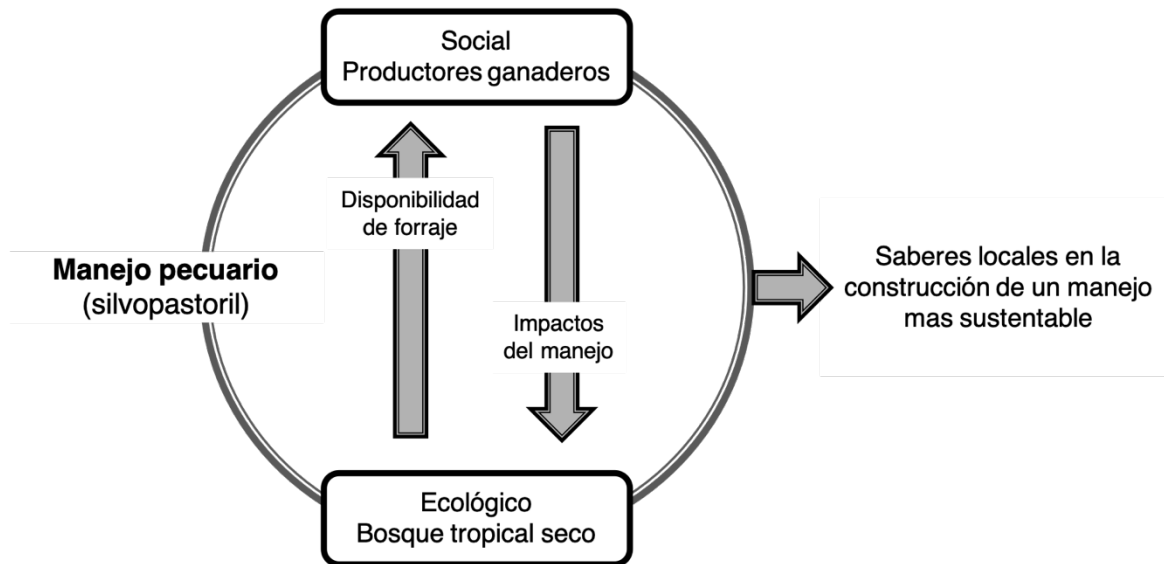 Social
Productores ganaderos
Disponibilidad
de forraje
Manejo pecuario
(silvopastoril)
Impactos
del manejo
Saberes locales en la
construcción de un manejo
mas sustentable
Ecológico
Bosque tropical seco